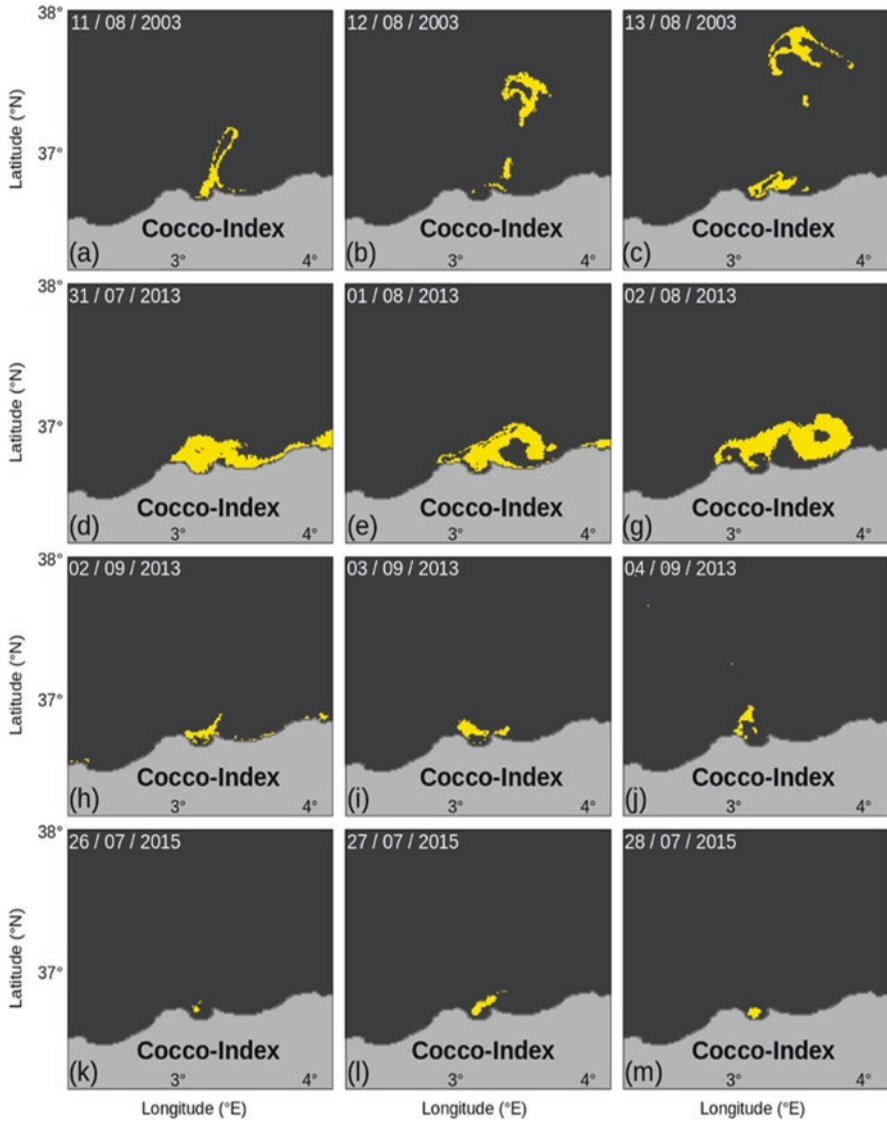 38°
11 / 08 / 2003
12 / 08 / 2003
13 / 08 / 2003
Latitude (°N)
37°
Cocco-Index
Cocco-Index
Cocco-Index
(a)
3°
4°
(b)
3°
4°
(c)
3°
4°
38°
31 / 07 / 2013
01 / 08 / 2013
02 / 08 / 2013
Latitude (°N)
37°
Cocco-Index
Cocco-Index
Cocco-Index
(d)
3°
4°
(e)
3°
4°
(g)
3°
4°
38°
02 / 09 / 2013
03 / 09 / 2013
04 / 09 / 2013
Latitude (°N)
37°
Cocco-Index
Cocco-Index
Cocco-Index
(h)
3°
4°
(i)
3°
4°
(j)
3°
4°
38°
26 / 07 / 2015
27 / 07 / 2015
28 / 07 / 2015
Latitude (°N)
37°
Cocco-Index
Cocco-Index
Cocco-Index
(k)
3°
4°
(l)
3°
4°
(m)
3°
4°
Longitude (°E)
Longitude (°E)
Longitude (°E)